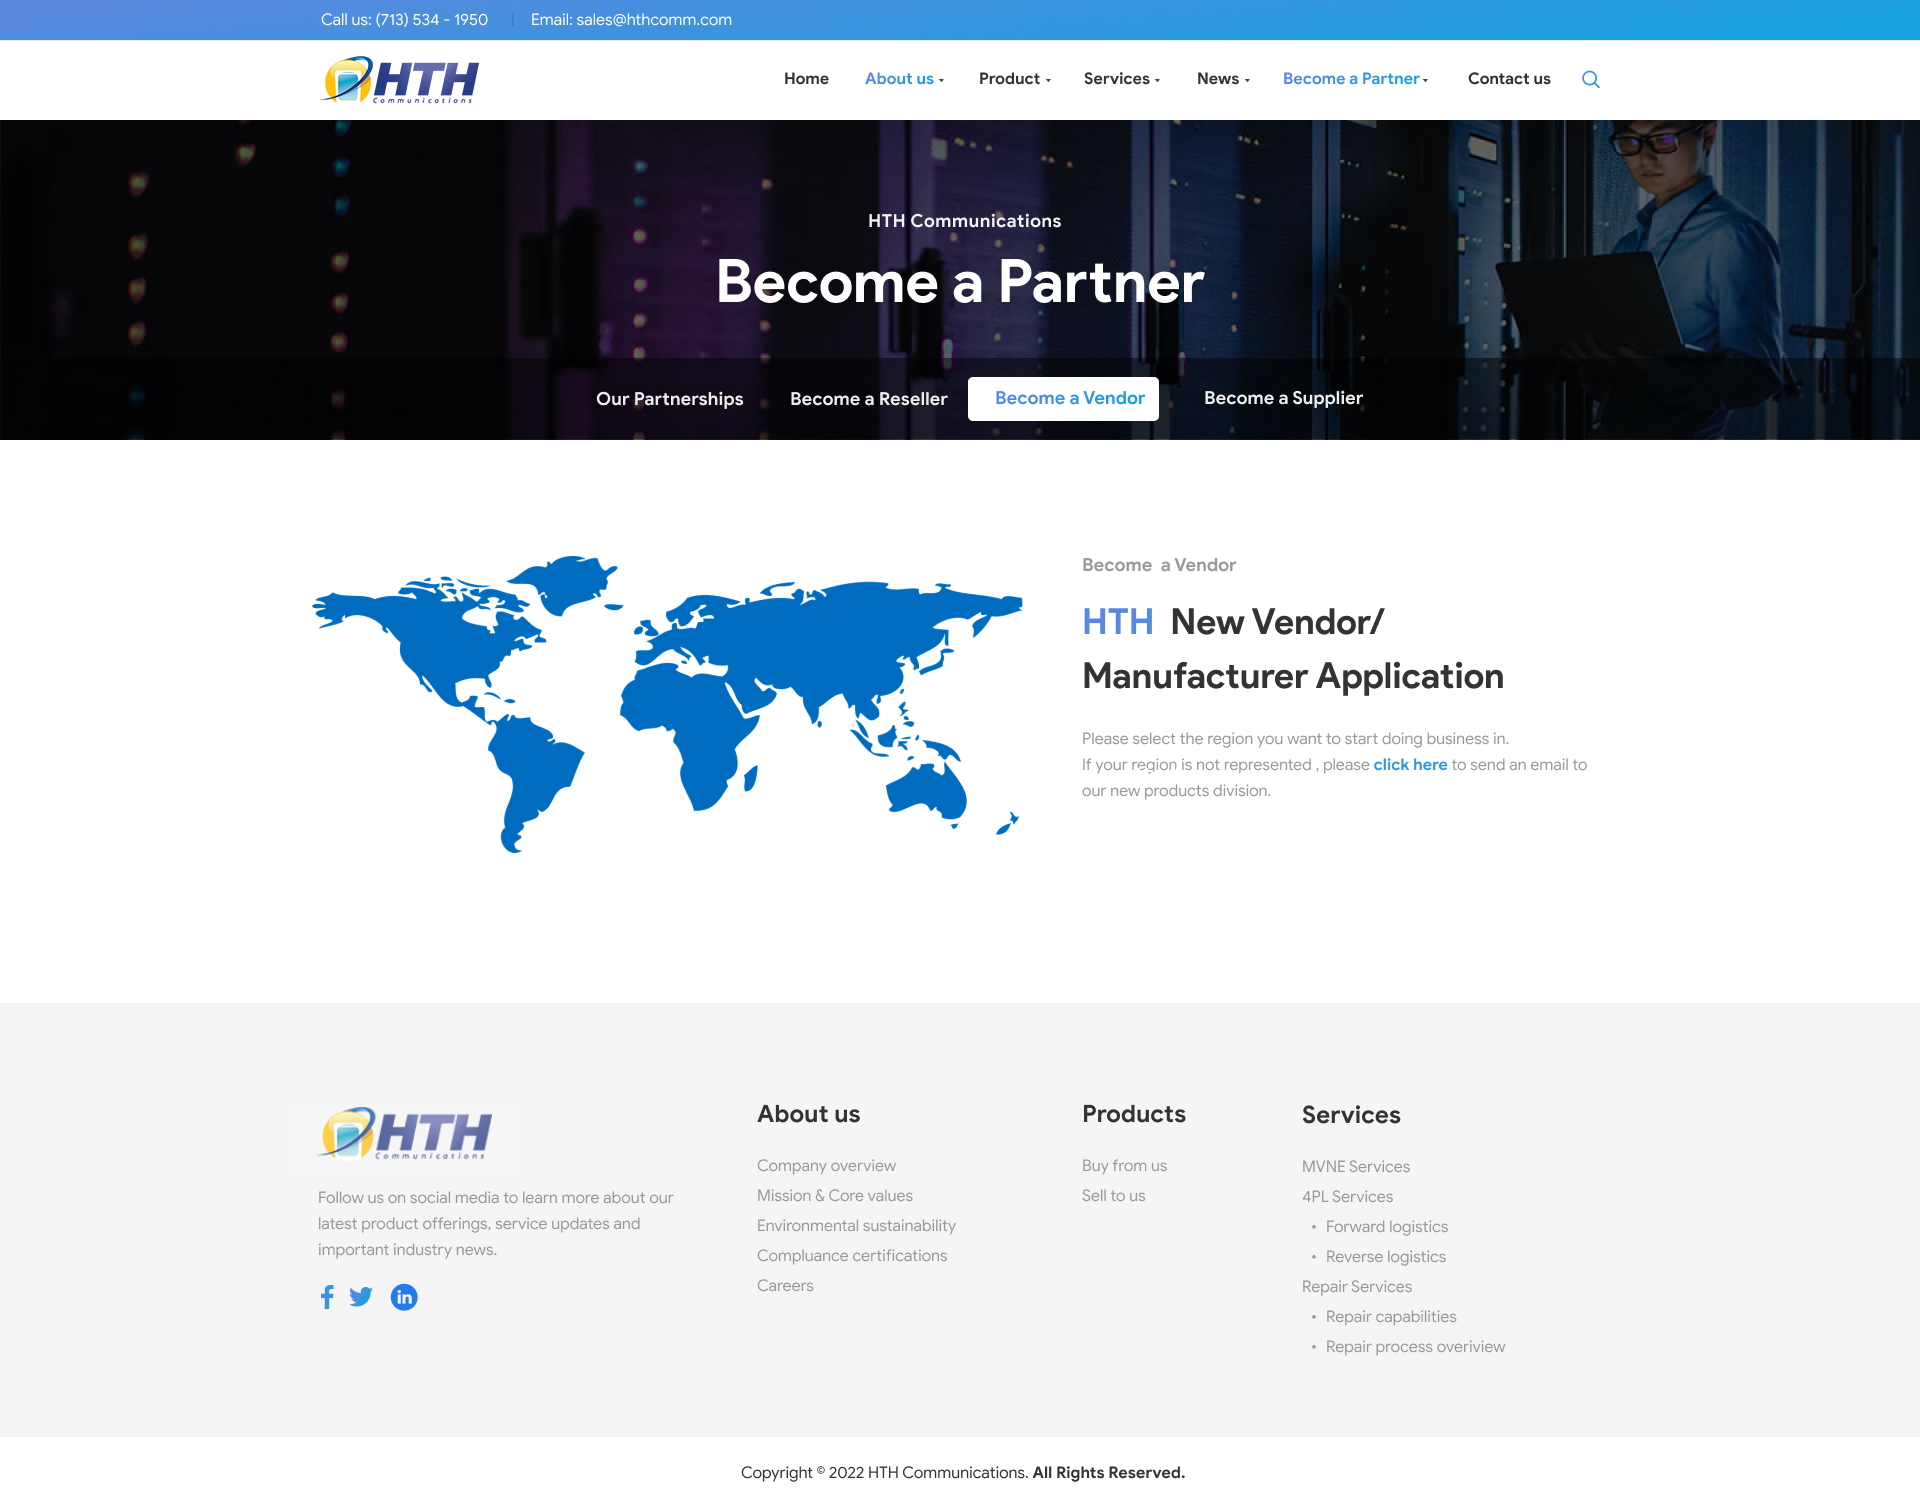 Call us: (713) 534 - 1950 | Email: sales@hthcomm.com
HTH
Communications
Home About us Product Services News Become a Partner Contact us
HTH Communications
Become a Partner
Our Partnerships Become a Reseller Become a Vendor Become a Supplier
Become a Vendor
HTH New Vendor/
Manufacturer Application
Please select the region you want to start doing business in.
If your region is not represented , please click here to send an email to
our new products division.
HTH
Communications
Follow us on social media to learn more about our
latest product offerings, service updates and
important industry news.
in
About us
Company overview
Mission & Core values
Environmental sustainability
Compluance certifications
Careers
Products
Buy from us
Sell to us
Services
MVNE Services
4PL Services
• Forward logistics
• Reverse logistics
Repair Services
• Repair capabilities
• Repair process overiview
Copyright © 2022 HTH Communications. All Rights Reserved.